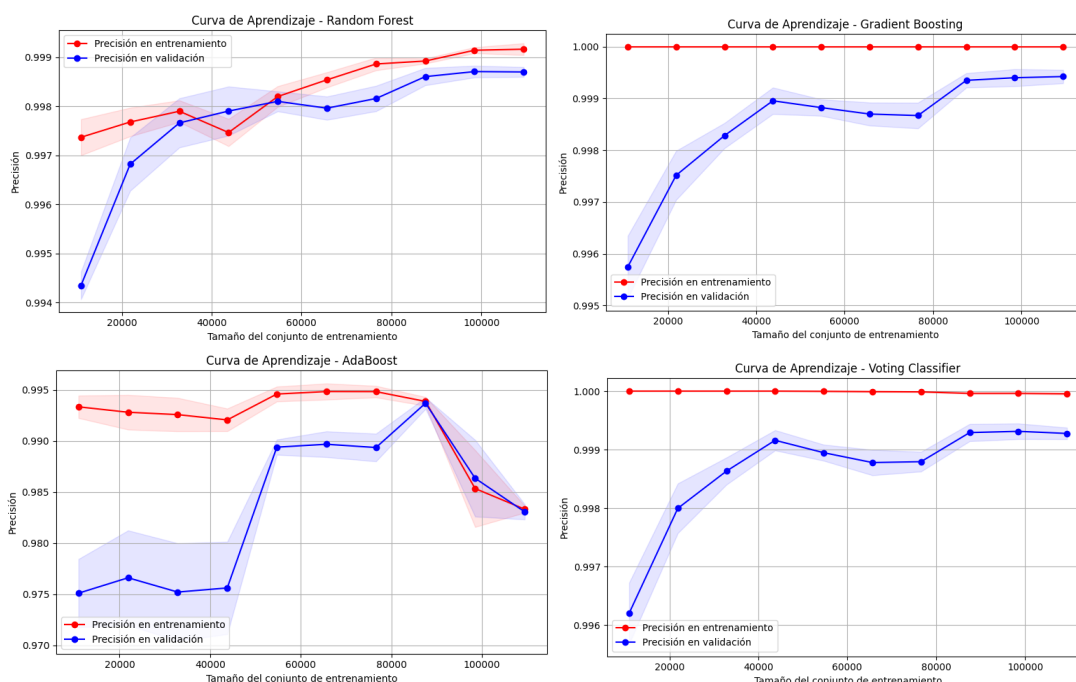 Curva de Aprendizaje - Random Forest
Precisión en entrenamiento
Precisión en validación
0.999
0.998
0.997
0.996
0.995
0.994
Precisión
20000 40000 60000 80000 100000
Tamaño del conjunto de entrenamiento
Curva de Aprendizaje - Gradient Boosting
1.000
0.999
0.998
0.997
0.996
0.995
Precisión
Precisión en entrenamiento
Precisión en validación
20000 40000 60000 80000 100000
Tamaño del conjunto de entrenamiento
Curva de Aprendizaje - AdaBoost
0.995
0.990
0.985
0.980
0.975
0.970
Precisión
Precisión en entrenamiento
Precisión en validación
20000 40000 60000 80000 100000
Tamaño del conjunto de entrenamiento
Curva de Aprendizaje - Voting Classifier
1.000
0.999
0.998
0.997
0.996
Precisión
Precisión en entrenamiento
Precisión en validación
20000 40000 60000 80000 100000
Tamaño del conjunto de entrenamiento